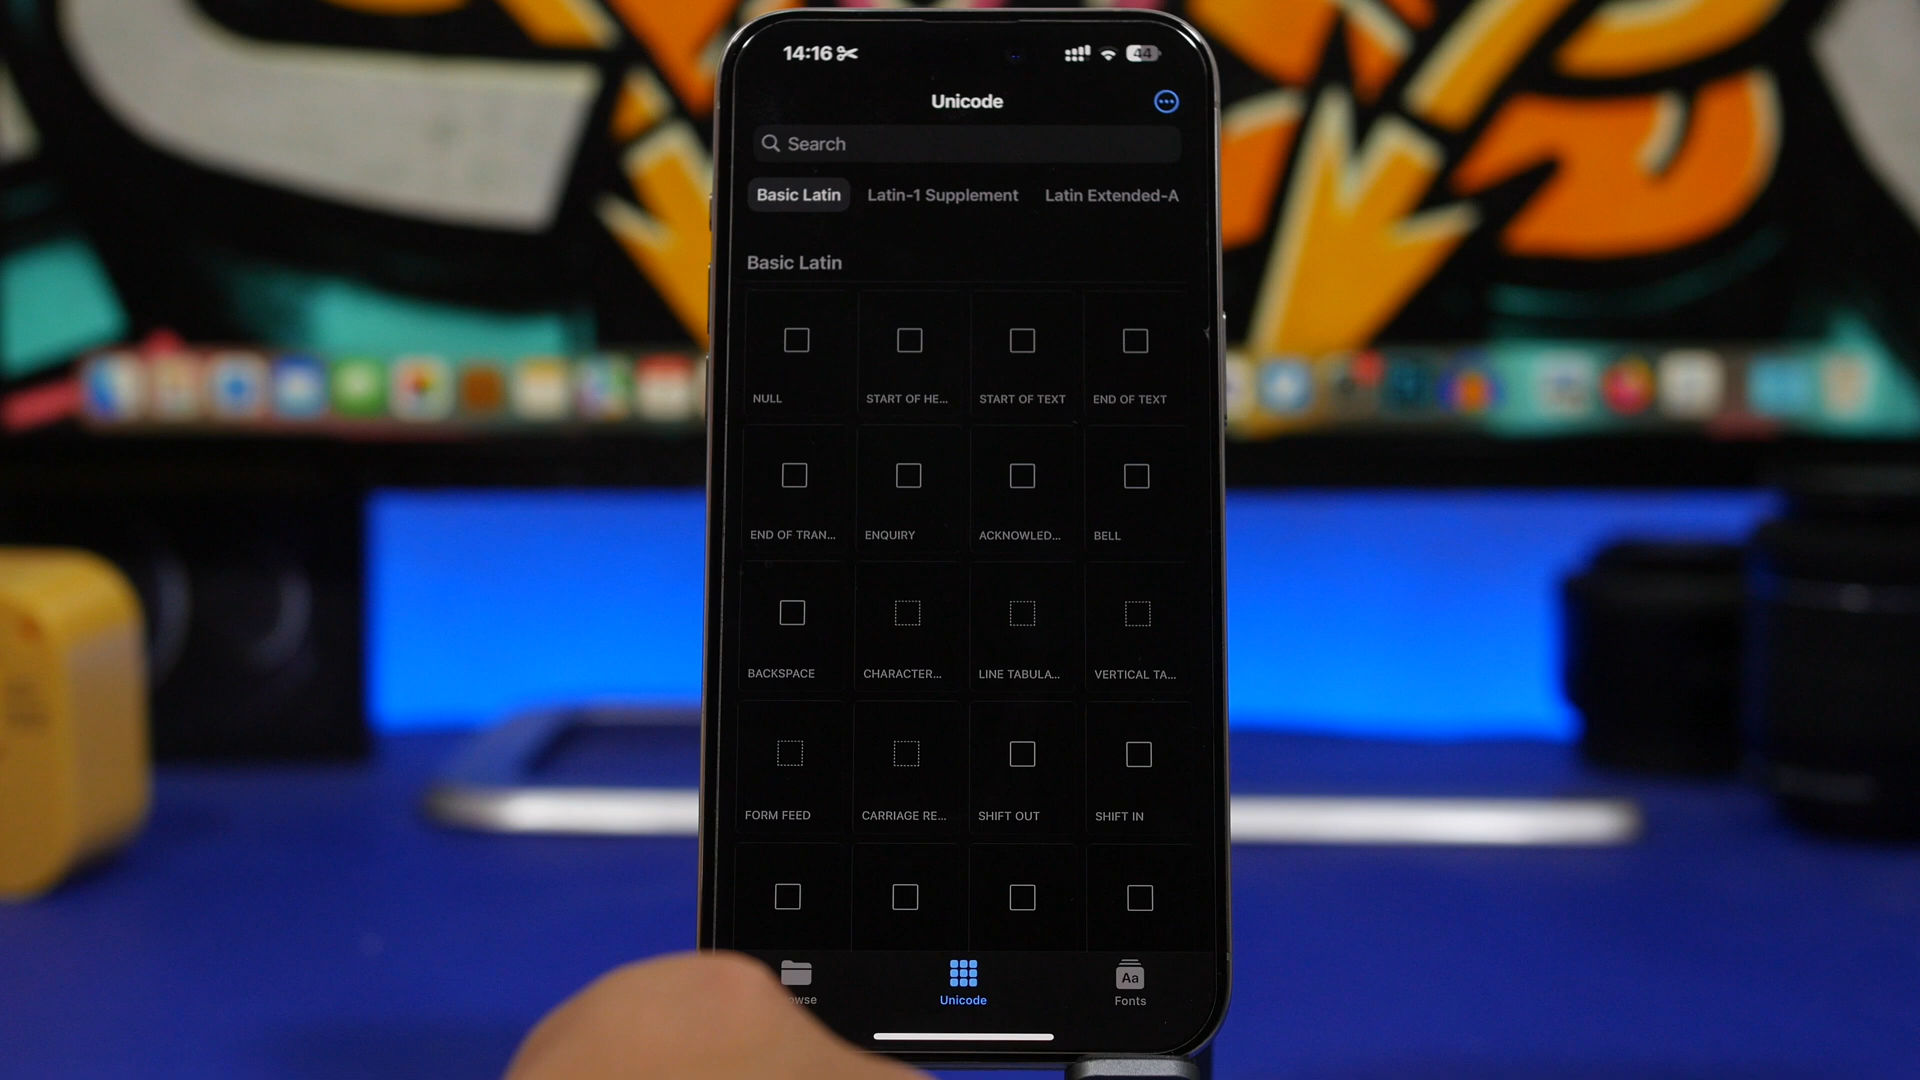 14:16
44
Unicode
Search
Basic Latin Latin-1 Supplement Latin Extended-A
Basic Latin
NULL START OF HE... START OF TEXT END OF TEXT
END OF TRAN... ENQUIRY ACKNOWLED... BELL
BACKSPACE CHARACTER... LINE TABULA... VERTICAL TA...
FORM FEED CARRIAGE RE... SHIFT OUT SHIFT IN
Aa
wse Unicode Fonts